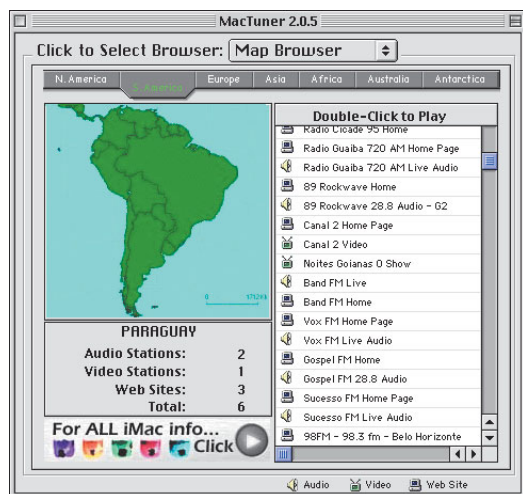 MacTuner 2.0.5
Click to Select Browser: Map Browser
N. America S. America Europe Asia Africa Australia Antarctica
Double-Click to Play
Radio Cicade 95 Home
Radio Guaiba 720 AM Home Page
Radio Guaiba 720 AM Live Audio
89 Rockwave Home
89 Rockwave 28.8 Audio - G2
Canal 2 Home Page
Canal 2 Video
Noites Goianas O Show
Band FM Live
Band FM Home
Vox FM Home Page
Vox FM Live Audio
Gospel FM Home
Gospel FM 28.8 Audio
Sucesso FM Home Page
Sucesso FM Live Audio
98FM - 98.3 fm - Belo Horizonte
0
PARAGUAY
Audio Stations: 2
Video Stations: 1
Web Sites: 3
Total: 6
For ALL iMac info...
Click
Audio Video Web Site